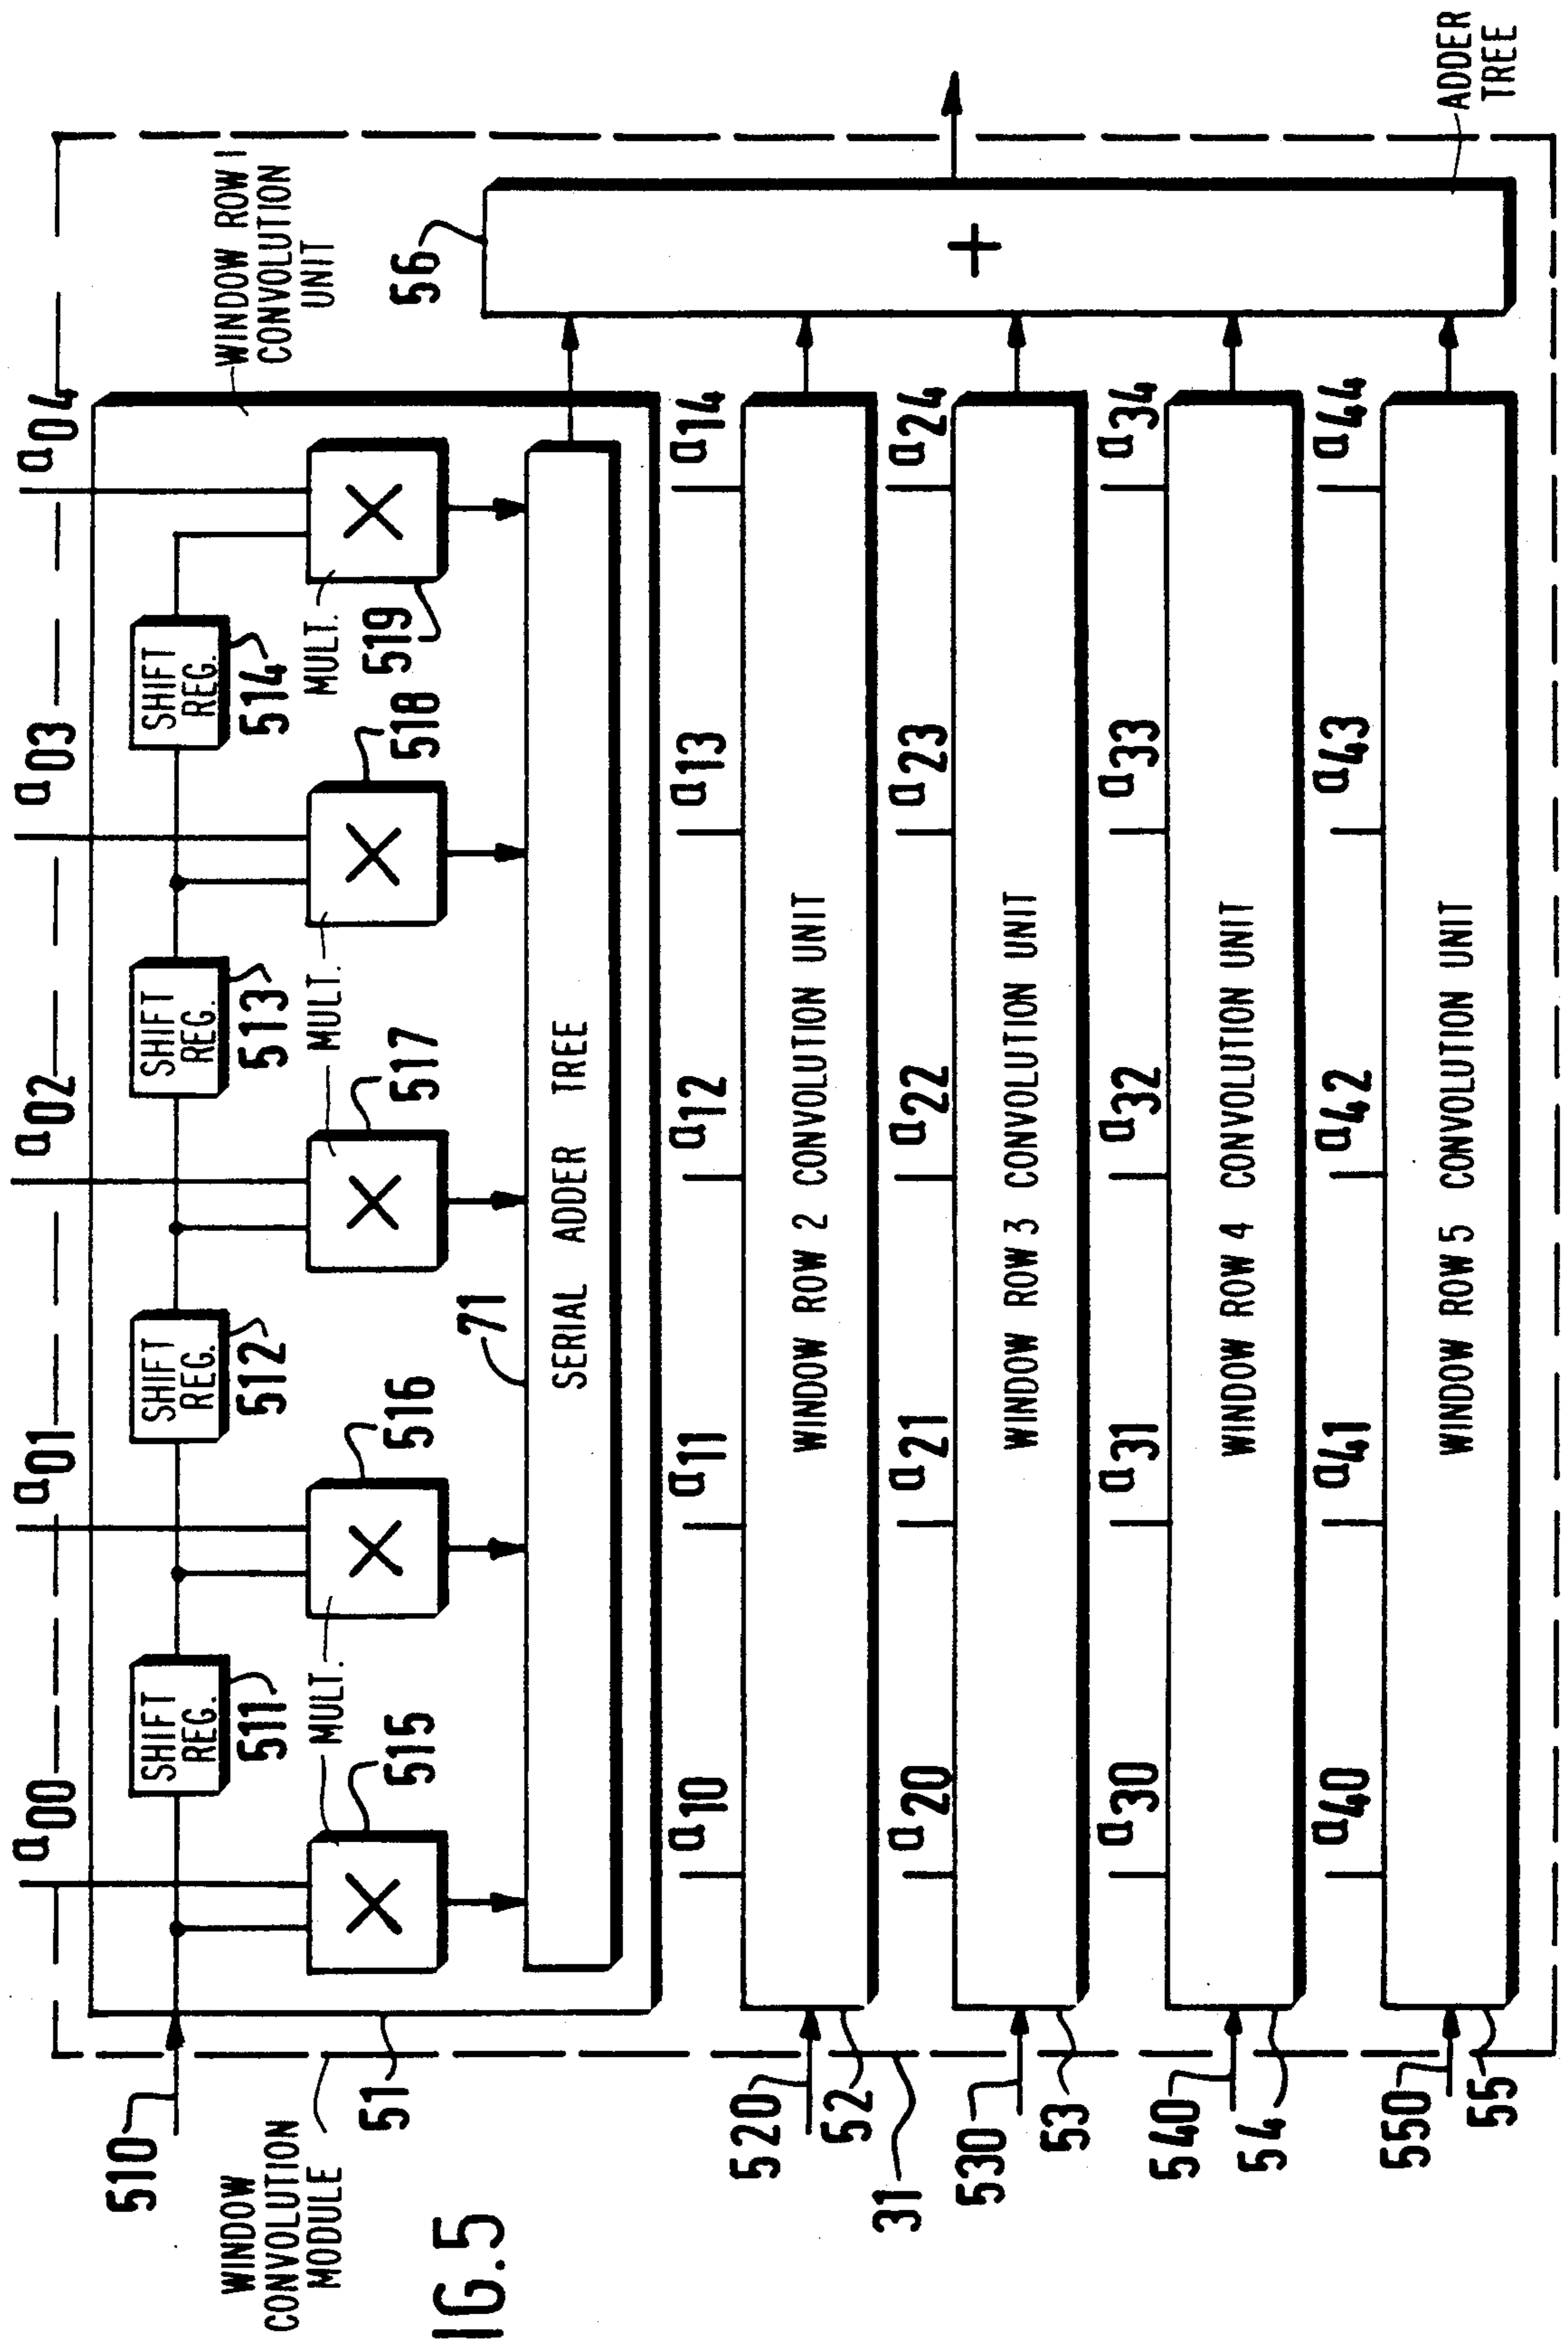 a00
a01
a02
a03
a04
510
SHIFT
REG.
511
SHIFT
REG.
512
SHIFT
REG.
513
SHIFT
REG.
514
WINDOW ROW 1
CONVOLUTION
UNIT
WINDOW
CONVOLUTION
MODULE
51
MULT.
515
516
MULT.
517
518
MULT.
519
56
71
SERIAL ADDER TREE
+
a10
a11
a12
a13
a14
520
52
WINDOW ROW 2 CONVOLUTION UNIT
31
a20
a21
a22
a23
a24
530
53
WINDOW ROW 3 CONVOLUTION UNIT
a30
a31
a32
a33
a34
540
54
WINDOW ROW 4 CONVOLUTION UNIT
a40
a41
a42
a43
a44
550
55
WINDOW ROW 5 CONVOLUTION UNIT
ADDER
TREE
IG.5